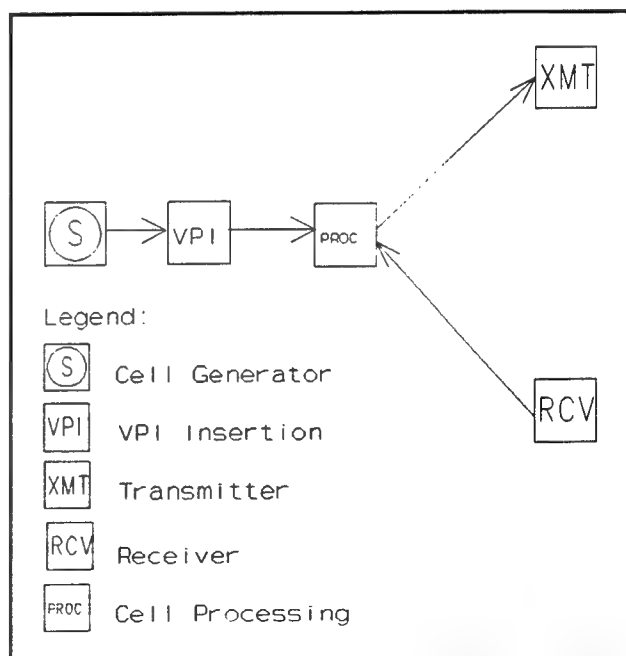 XMT
S
VPI
PROC
RCV
Legend:
S Cell Generator
VPI VPI Insertion
XMT Transmitter
RCV Receiver
PROC Cell Processing